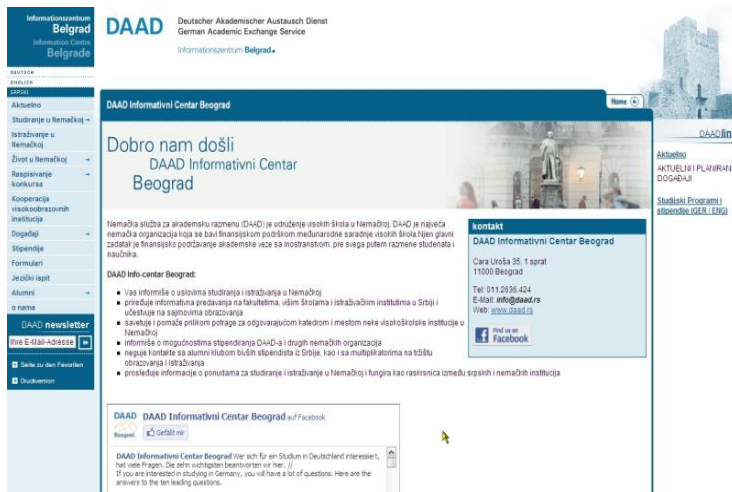 Informationszentrum
Belgrad
Information Centre
Belgrade
DEUTSCH
ENGLISH
SRPSKI
Aktuelno
Studiranje u Nemačkoj
Istraživanje u
Nemačkoj
Život u Nemačkoj
Raspisivanje
konkursa
Kooperacija
visokoobrazovnih
institucija
Događaji
Stipendije
Formulari
Jezički ispit
Alumni
o nama
DAAD newsletter
Ihre E-Mail-Adresse
Seite zu den Favoriten
Druckversion
DAAD
Deutscher Akademischer Austausch Dienst
German Academic Exchange Service
Informationszentrum Belgrad
DAAD Informativni Centar Beograd
Home
Dobro nam došli
DAAD Informativni Centar
Beograd
Nemačka služba za akademsku razmenu (DAAD) je udruženje visokih škola u Nemačkoj. DAAD je najveća
nemačka organizacija koja se bavi finansijskom podrškom međunarodne saradnje visokih škola.Njen glavni
zadatak je finansijsko podržavanje akademske veze sa inostranstvom, pre svega putem razmene studenata i
naučnika.
DAAD Info-centar Beograd:
Vas informiše o uslovima studiranja i istraživanja u Nemačkoj
priređuje informativna predavanja na fakultetima, višim školama i istraživačkim institutima u Srbiji i
učestvuje na sajmovima obrazovanja
savetuje i pomaže prilikom potrage za odgovarajućom katedrom i mestom neke visokoškolske institucije u
Nemačkoj
informiše o mogućnostima stipendiranja DAAD-a i drugih nemačkih organizacija
neguje kontakte sa alumni klubom bivših stipendista iz Srbije, kao i sa multiplikatorima na tržištu
obrazovanja i istraživanja
prosleđuje informacije o ponudama za studiranje i istraživanje u Nemačkoj i fungira kao raskrsnica između srpskih i nemačkih institucija
kontakt
DAAD Informativni Centar Beograd
Cara Uroša 35, 1 sprat
11000 Beograd
Tel: 011.2635.424
E-Mail: info@daad.rs
Web: www.daad.rs
Find us on
Facebook
DAADlin
Aktuelno
AKTUELNI I PLANIRAN
DOGAĐAJI
Studijski Programi i
stipendije (GER / ENG)
DAAD
Beograd
DAAD Informativni Centar Beograd auf Facebook
Gefällt mir
DAAD Informativni Centar Beograd Wer sich für ein Studium in Deutschland interessiert,
hat viele Fragen. Die zehn wichtigsten beantworten wir hier. //
If you are interested in studying in Germany, you will have a lot of questions. Here are the
answers to the ten leading questions.